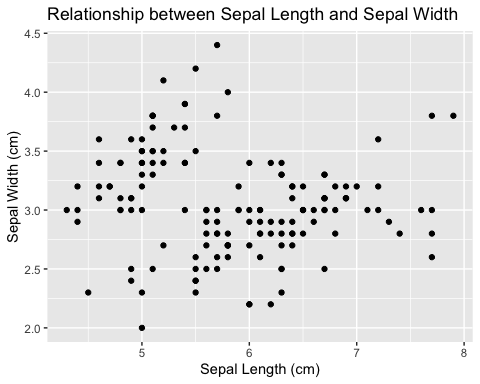 Relationship between Sepal Length and Sepal Width
4.5
4.0
3.5
3.0
2.5
2.0
Sepal Width (cm)
5 6 7 8
Sepal Length (cm)